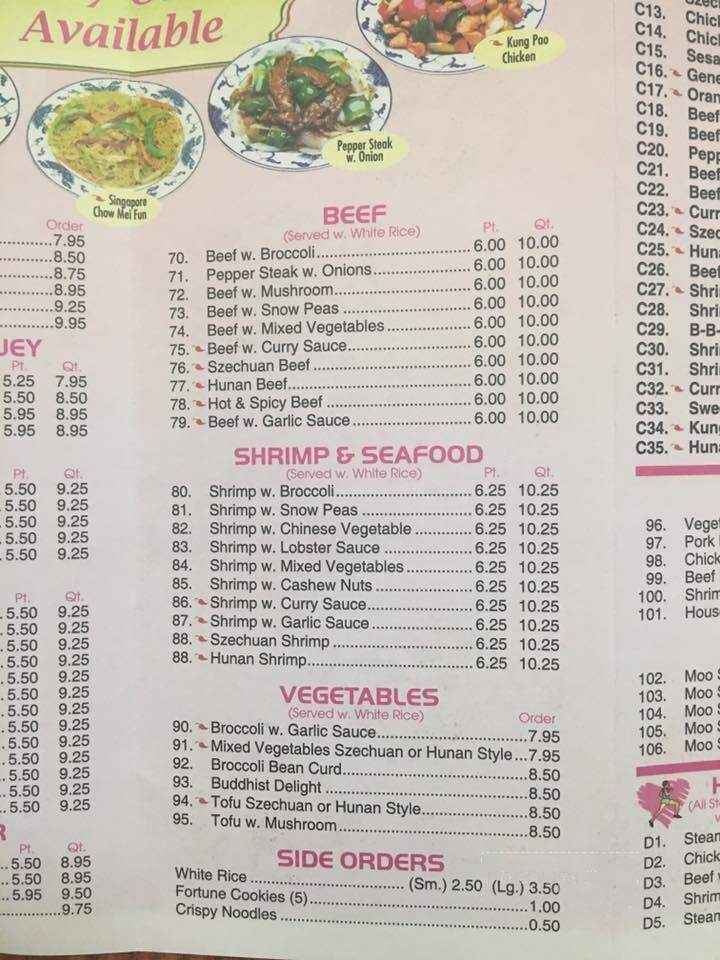 Available
Kung Pao
Chicken
Pepper Steak
w. Onion
Singapore
Chow Mei Fun
Order
7.95
8.50
8.75
8.95
9.25
9.95
Pt. Qt.
5.25 7.95
5.50 8.50
5.95 8.95
5.95 8.95
Pt. Qt.
5.50 9.25
5.50 9.25
5.50 9.25
5.50 9.25
5.50 9.25
Pt. Qt.
5.50 9.25
5.50 9.25
5.50 9.25
5.50 9.25
5.50 9.25
5.50 9.25
5.50 9.25
5.50 9.25
5.50 9.25
5.50 9.25
5.50 9.25
5.50 9.25
Pt. Qt.
5.50 8.95
5.50 8.95
5.95 9.50
9.75
BEEF
(Served w. White Rice) Pt. Qt.
70. Beef w. Broccoli 6.00 10.00
71. Pepper Steak w. Onions 6.00 10.00
72. Beef w. Mushroom 6.00 10.00
73. Beef w. Snow Peas 6.00 10.00
74. Beef w. Mixed Vegetables 6.00 10.00
75. Beef w. Curry Sauce 6.00 10.00
76. Szechuan Beef 6.00 10.00
77. Hunan Beef 6.00 10.00
78. Hot & Spicy Beef 6.00 10.00
79. Beef w. Garlic Sauce 6.00 10.00
SHRIMP & SEAFOOD
(Served w. White Rice) Pt. Qt.
80. Shrimp w. Broccoli 6.25 10.25
81. Shrimp w. Snow Peas 6.25 10.25
82. Shrimp w. Chinese Vegetable 6.25 10.25
83. Shrimp w. Lobster Sauce 6.25 10.25
84. Shrimp w. Mixed Vegetables 6.25 10.25
85. Shrimp w. Cashew Nuts 6.25 10.25
86. Shrimp w. Curry Sauce 6.25 10.25
87. Shrimp w. Garlic Sauce 6.25 10.25
88. Szechuan Shrimp 6.25 10.25
88. Hunan Shrimp 6.25 10.25
VEGETABLES
(Served w. White Rice) Order
90. Broccoli w. Garlic Sauce 7.95
91. Mixed Vegetables Szechuan or Hunan Style 7.95
92. Broccoli Bean Curd 8.50
93. Buddhist Delight 8.50
94. Tofu Szechuan or Hunan Style 8.50
95. Tofu w. Mushroom 8.50
SIDE ORDERS
White Rice (Sm.) 2.50 (Lg.) 3.50
Fortune Cookies (5) 1.00
Crispy Noodles 0.50
C13.
C14.
C15.
C16.
C17.
C18. Beef
C19. Beef
C20.
C21. Beef
C22. Beef
C23.
C24.
C25.
C26. Beef
C27.
C28.
C29.
C30.
C31.
C32.
C33.
C34.
C35.
96.
97. Pork
98.
99. Beef
100.
101.
102. Moo
103. Moo
104. Moo
105. Moo
106. Moo
D1.
D2.
D3. Beef
D4.
D5.